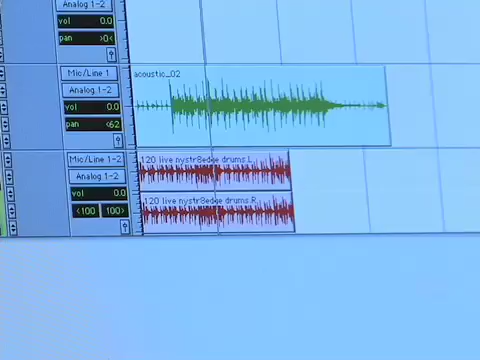 Analog 1-2
vol 0.0
pan >0<
Mic/Line 1
acoustic_02
Analog 1-2
vol 0.0
pan <62
Mic/Line 1-2
120 live nystr8edge drums.L
Analog 1-2
vol 0.0
<100 100>
120 live nystr8edge drums.R